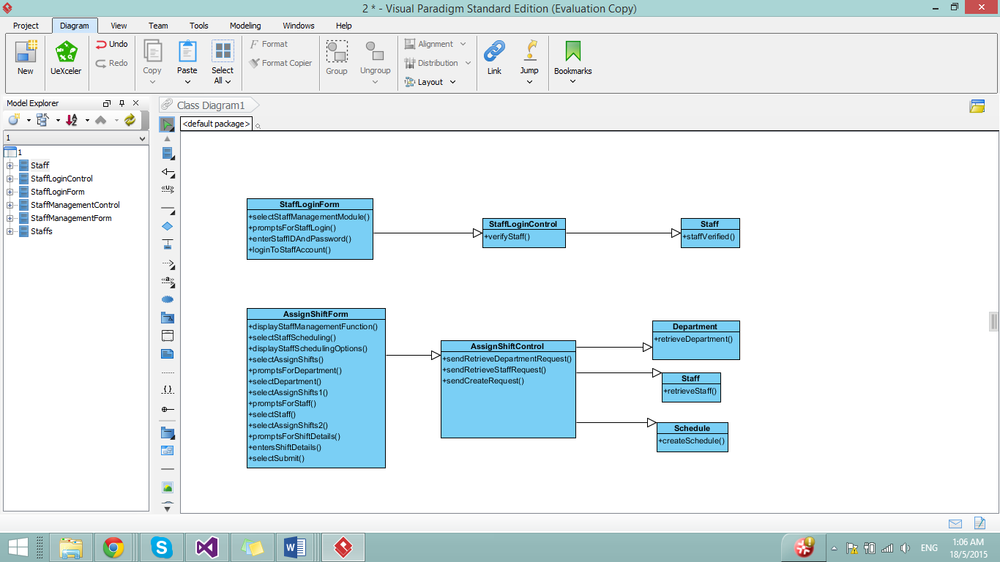 2 * - Visual Paradigm Standard Edition (Evaluation Copy)
Project Diagram View Team Tools Modeling Windows Help
New
UeXceler
Undo
Redo
Copy
Paste
Select
All
Format
Format Copier
Group
Ungroup
Alignment
Distribution
Layout
Link
Jump
Bookmarks
Model Explorer
1
1
Staff
StaffLoginControl
StaffLoginForm
StaffManagementControl
StaffManagementForm
Staffs
Class Diagram1
<default package>
«u»
«a»
{ }
StaffLoginForm
+selectStaffManagementModule()
+promptsForStaffLogin()
+enterStaffIDAndPassword()
+loginToStaffAccount()
StaffLoginControl
+verifyStaff()
Staff
+staffVerified()
AssignShiftForm
+displayStaffManagementFunction()
+selectStaffScheduling()
+displayStaffSchedulingOptions()
+selectAssignShifts()
+promptsForDepartment()
+selectDepartment()
+selectAssignShifts1()
+promptsForStaff()
+selectStaff()
+selectAssignShifts2()
+promptsForShiftDetails()
+entersShiftDetails()
+selectSubmit()
AssignShiftControl
+sendRetrieveDepartmentRequest()
+sendRetrieveStaffRequest()
+sendCreateRequest()
Department
+retrieveDepartment()
Staff
+retrieveStaff()
Schedule
+createSchedule()
ENG
1:06 AM
18/5/2015